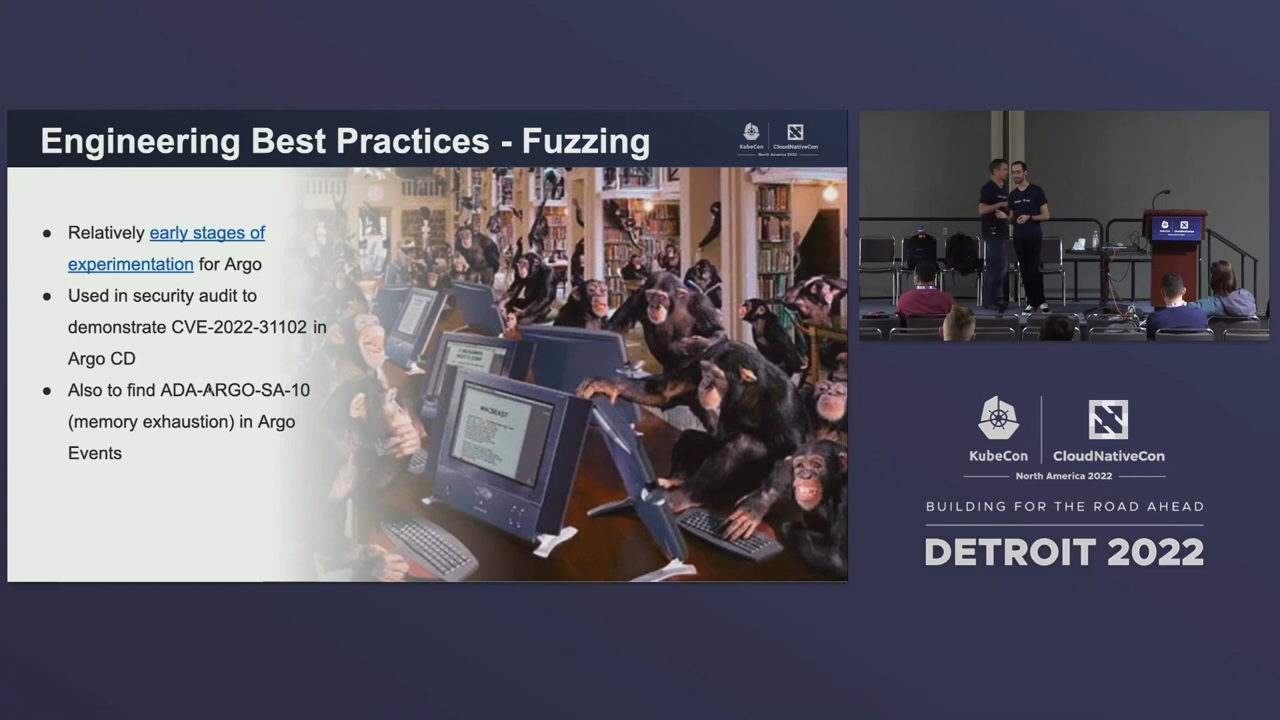 Engineering Best Practices - Fuzzing
KubeCon
CloudNativeCon
North America 2022
● Relatively early stages of
experimentation for Argo
● Used in security audit to
demonstrate CVE-2022-31102 in
Argo CD
● Also to find ADA-ARGO-SA-10
(memory exhaustion) in Argo
Events
MACBEAST
KubeCon
CloudNativeCon
North America 2022
BUILDING FOR THE ROAD AHEAD
DETROIT 2022